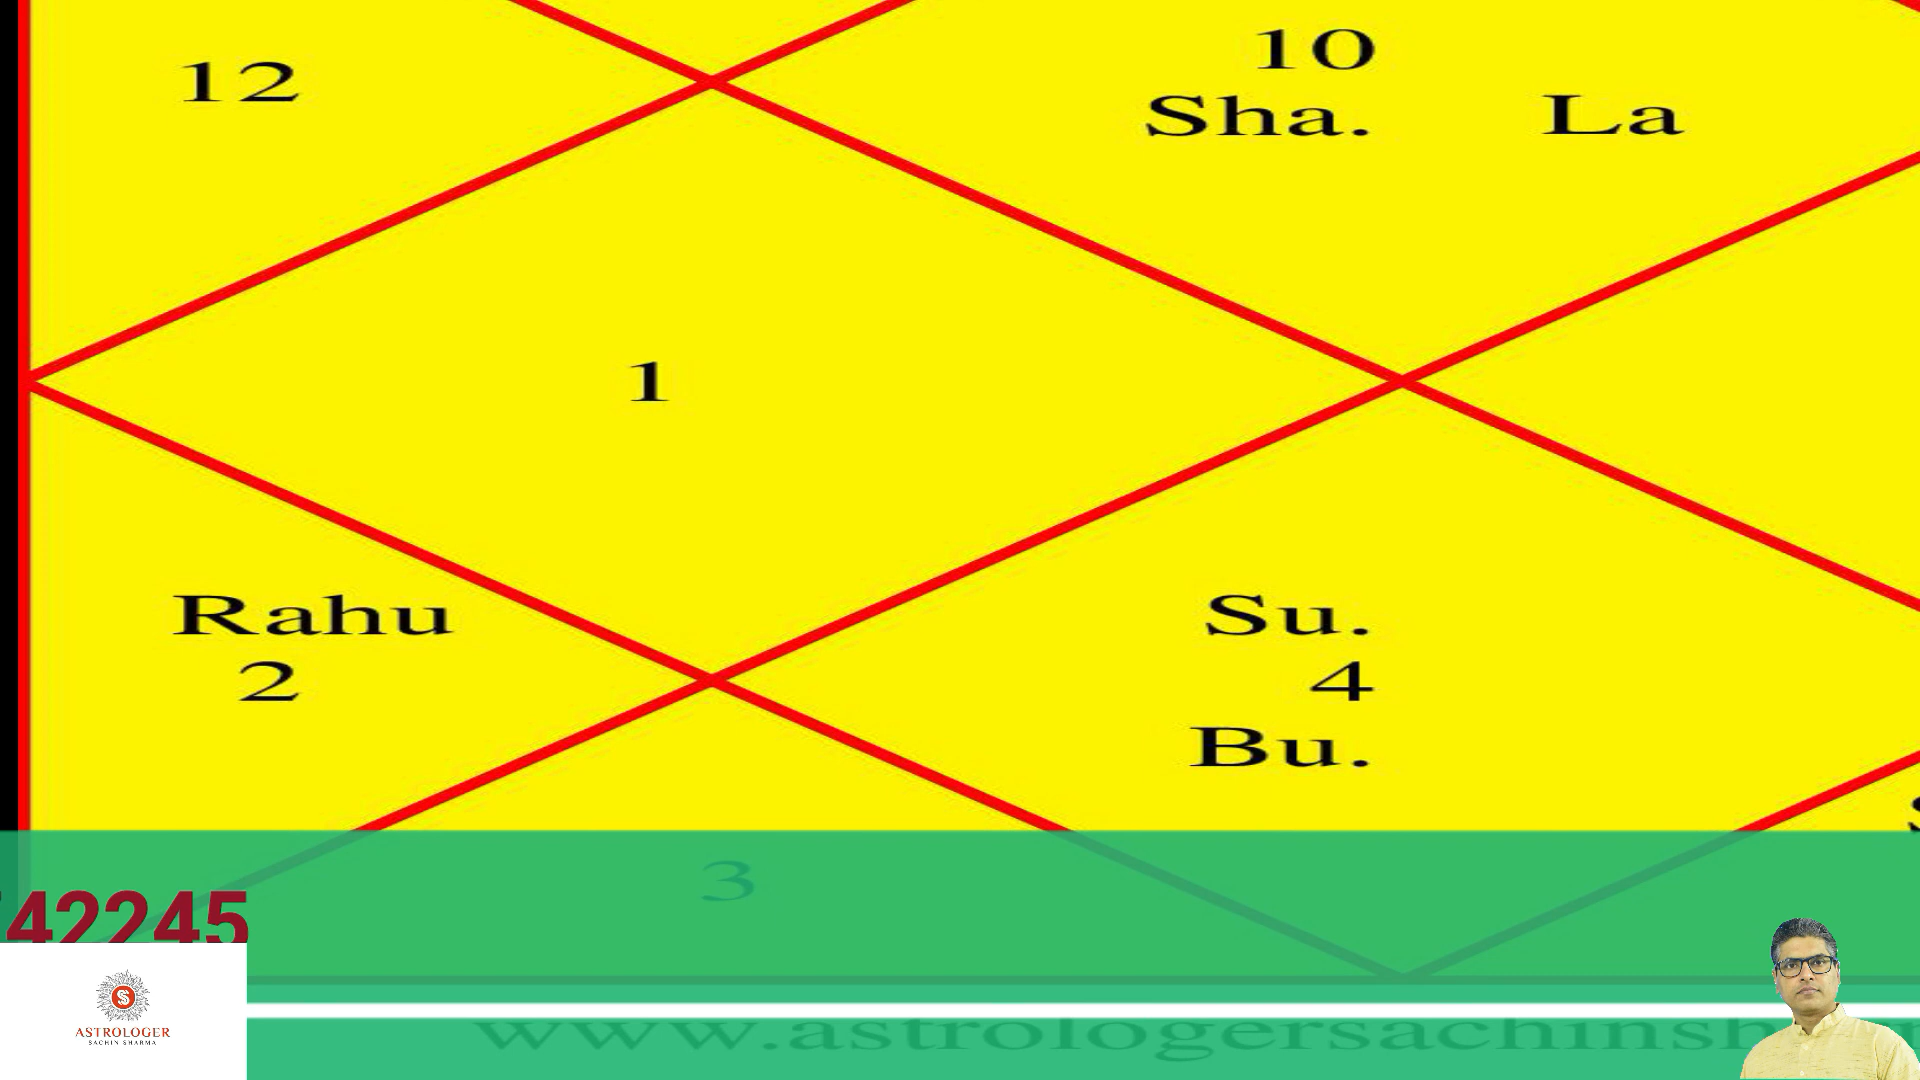 12
10
Sha. La
1
Rahu
2
Su.
4
Bu.
3
42245
ASTROLOGER
SACHIN SHARMA
www.astrologersachinsh